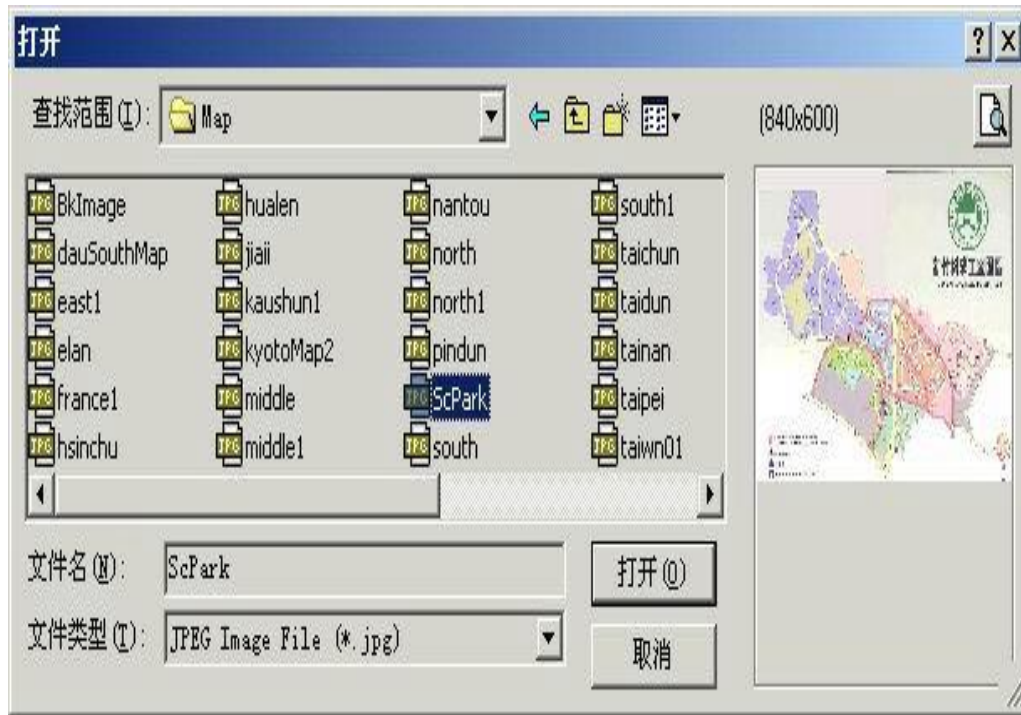 打开
查找范围(I): Map
(840x600)
BkImage hualen nantou south1
dauSouthMap jiaii north taichun
east1 kaushun1 north1 taidun
elan kyotoMap2 pindun tainan
france1 middle ScPark taipei
hsinchu middle1 south taiwn01
文件名(N): ScPark
打开(O)
文件类型(T): JPEG Image File (*.jpg)
取消